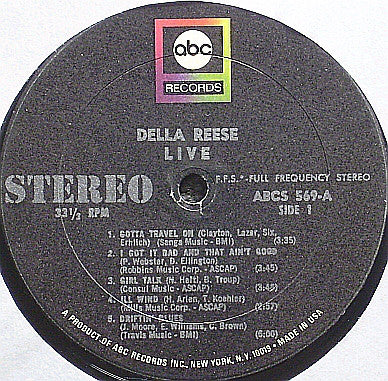 abc
RECORDS
DELLA REESE
LIVE
STEREO
33⅓ RPM
F.F.S.*-FULL FREQUENCY STEREO
ABCS 569-A
SIDE 1
1. GOTTA TRAVEL ON (Clayton, Lazar, Six,
Erhlich) (Sanga Music - BMI) (3:35)
2. I GOT IT BAD AND THAT AIN'T GOOD
(P. Webster, D. Ellington)
(Robbins Music Corp. - ASCAP) (3:45)
3. GIRL TALK (N. Hefti, B. Troup)
(Consul Music - ASCAP) (3:45)
4. ILL WIND (H. Arlen, T. Koehler)
(Mills Music Corp. - ASCAP) (2:57)
5. DRIFTIN' BLUES
(J. Moore, E. Williams, C. Brown)
(Travis Music - BMI) (6:00)
A PRODUCT OF ABC RECORDS INC., NEW YORK, N.Y. 10019 • MADE IN USA